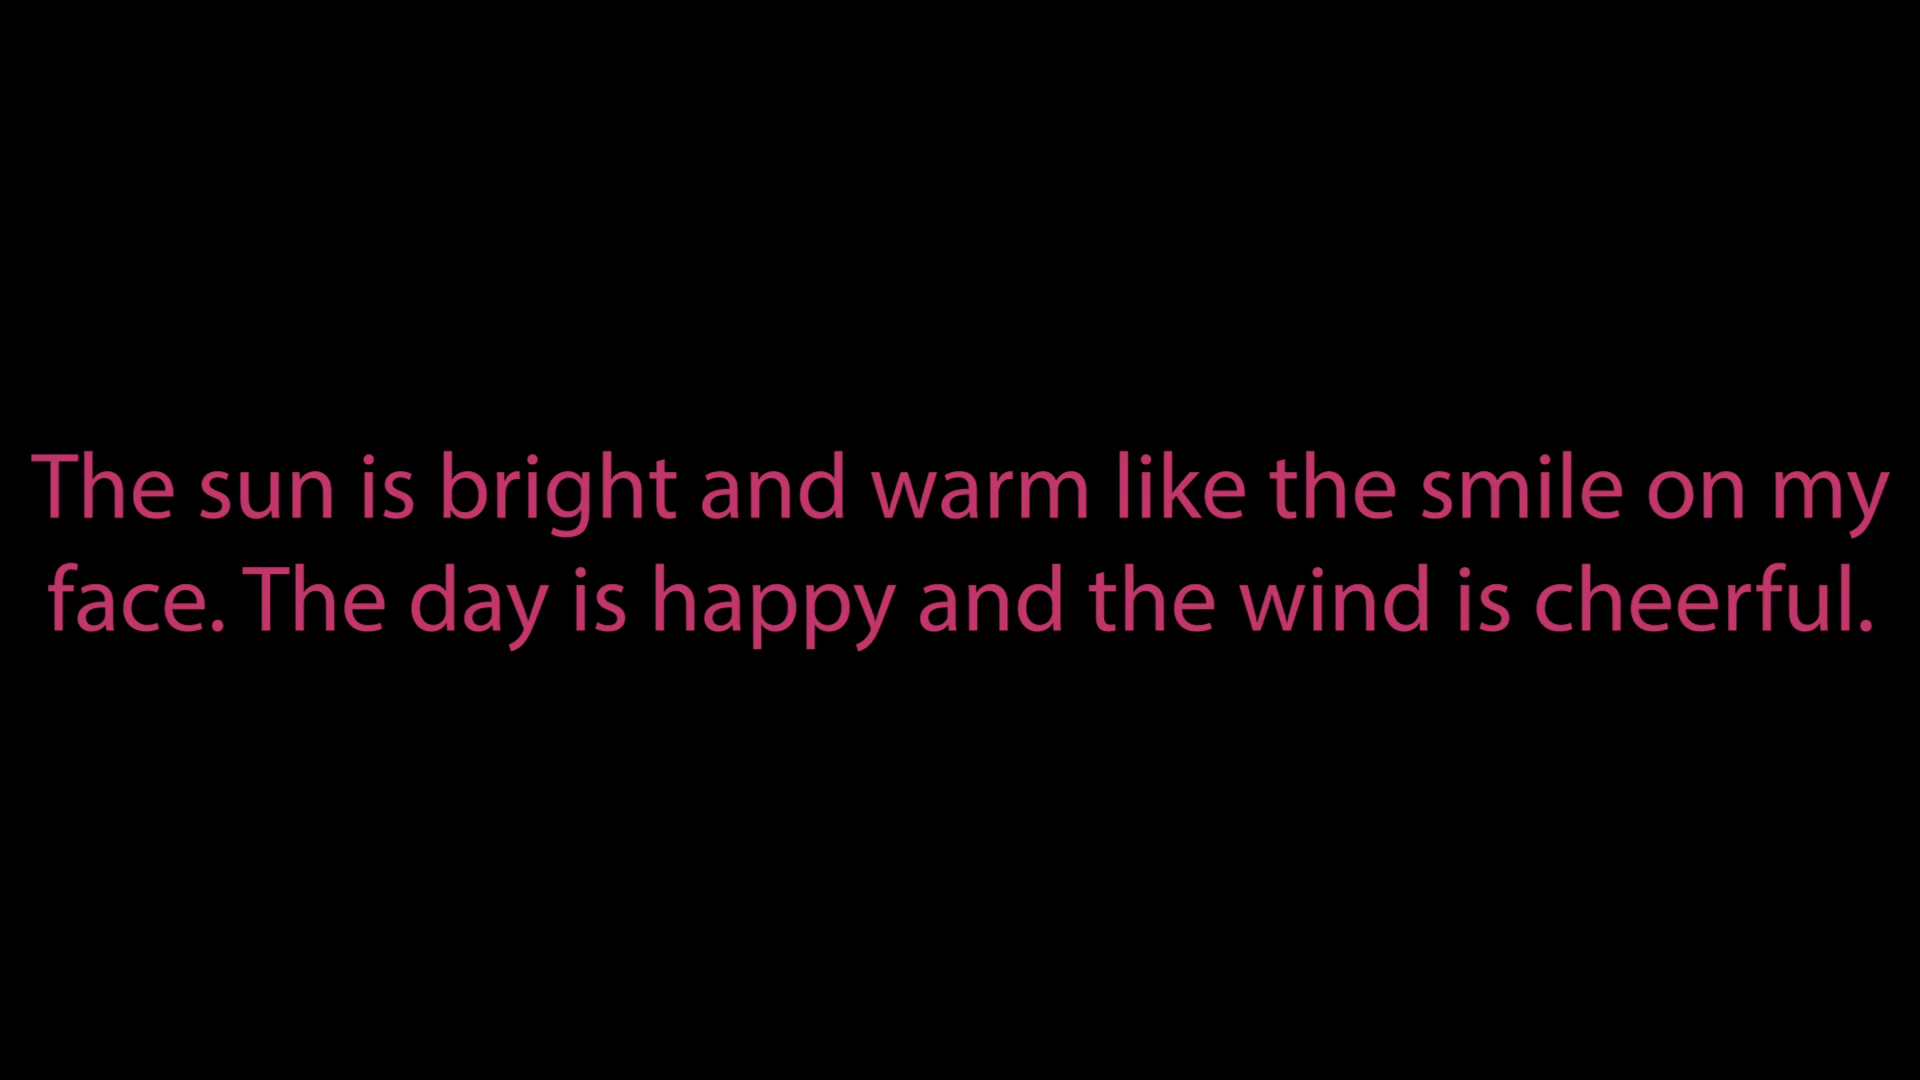 The sun is bright and warm like the smile on my
face. The day is happy and the wind is cheerful.